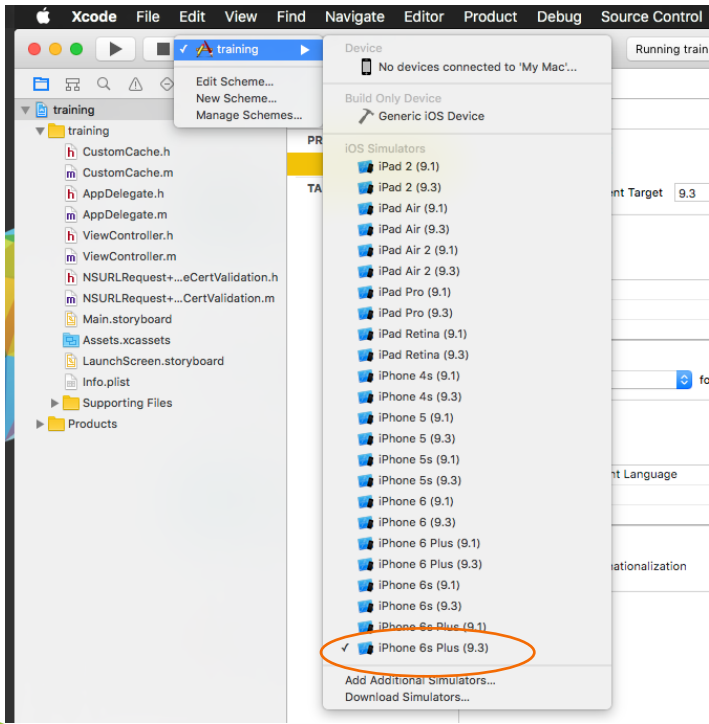 Xcode File Edit View Find Navigate Editor Product Debug Source Control
training
Running train
Edit Scheme...
New Scheme...
Manage Schemes...
Device
No devices connected to 'My Mac'...
Build Only Device
Generic iOS Device
iOS Simulators
iPad 2 (9.1)
iPad 2 (9.3)
iPad Air (9.1)
iPad Air (9.3)
iPad Air 2 (9.1)
iPad Air 2 (9.3)
iPad Pro (9.1)
iPad Pro (9.3)
iPad Retina (9.1)
iPad Retina (9.3)
iPhone 4s (9.1)
iPhone 4s (9.3)
iPhone 5 (9.1)
iPhone 5 (9.3)
iPhone 5s (9.1)
iPhone 5s (9.3)
iPhone 6 (9.1)
iPhone 6 (9.3)
iPhone 6 Plus (9.1)
iPhone 6 Plus (9.3)
iPhone 6s (9.1)
iPhone 6s (9.3)
iPhone 6s Plus (9.1)
iPhone 6s Plus (9.3)
Add Additional Simulators...
Download Simulators...
training
training
h CustomCache.h
m CustomCache.m
h AppDelegate.h
m AppDelegate.m
h ViewController.h
m ViewController.m
h NSURLRequest+...eCertValidation.h
m NSURLRequest+...CertValidation.m
Main.storyboard
Assets.xcassets
LaunchScreen.storyboard
Info.plist
Supporting Files
Products
PR
TA
ent Target 9.3
fo
nt Language
nationalization